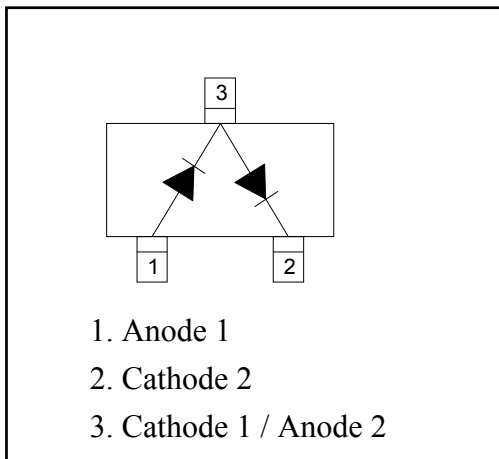 3
1 2
1. Anode 1
2. Cathode 2
3. Cathode 1 / Anode 2